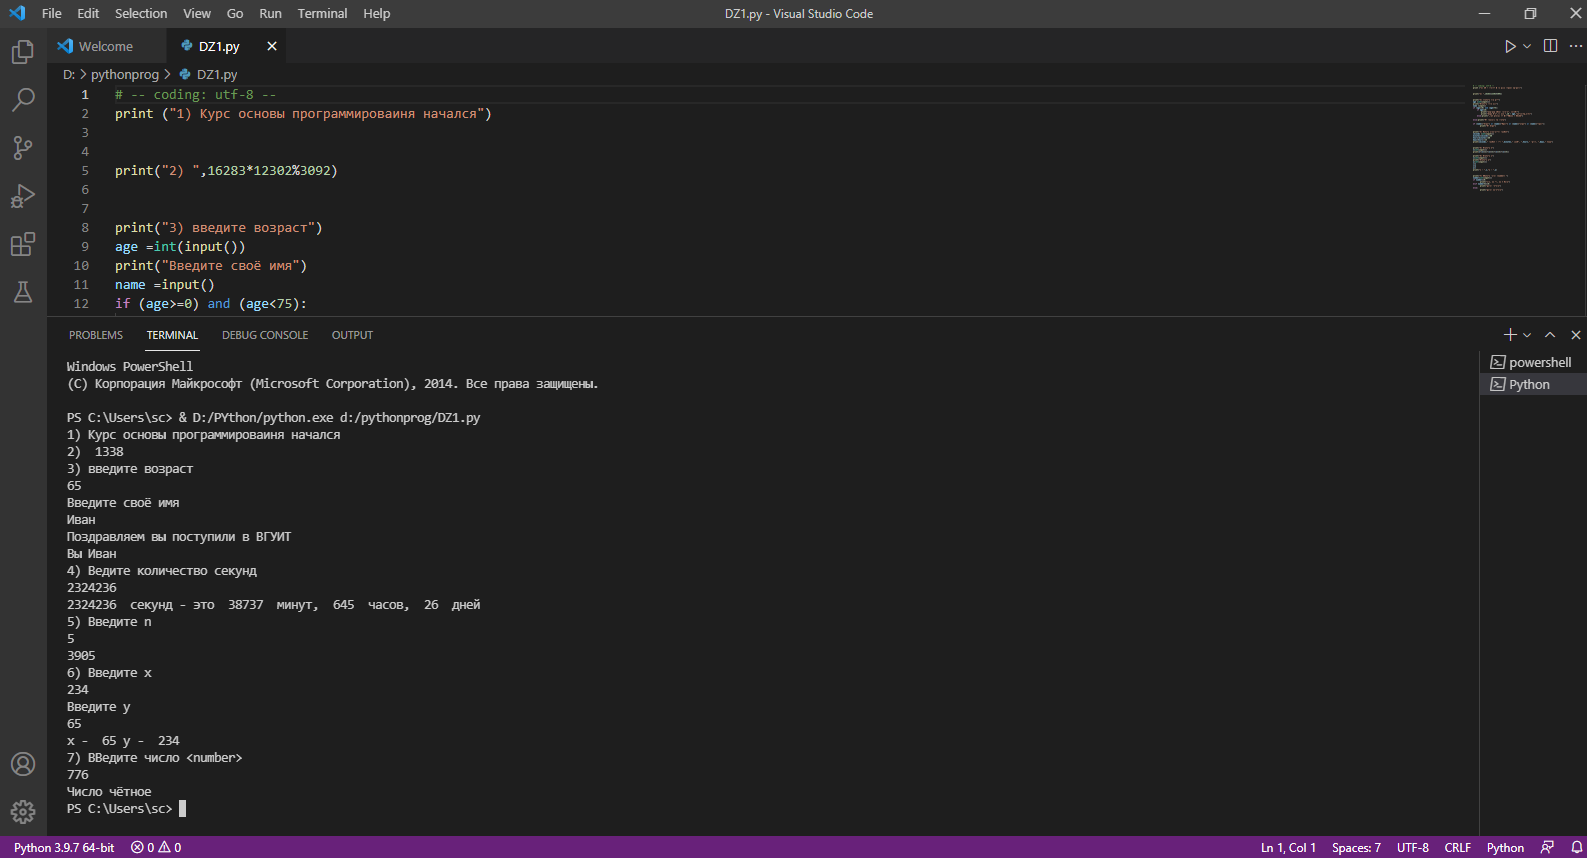 File Edit Selection View Go Run Terminal Help DZ1.py - Visual Studio Code
Welcome DZ1.py
D: > pythonprog > DZ1.py
1 # -- coding: utf-8 --
2 print ("1) Курс основы программироваиня начался")
3
4
5 print("2) ",16283*12302%3092)
6
7
8 print("3) введите возраст")
9 age =int(input())
10 print("Введите своё имя")
11 name =input()
12 if (age>=0) and (age<75):
PROBLEMS TERMINAL DEBUG CONSOLE OUTPUT
powershell
Python
Windows PowerShell
(C) Корпорация Майкрософт (Microsoft Corporation), 2014. Все права защищены.
PS C:\Users\sc> & D:/PYthon/python.exe d:/pythonprog/DZ1.py
1) Курс основы программироваиня начался
2)  1338
3) введите возраст
65
Введите своё имя
Иван
Поздравляем вы поступили в ВГУИТ
Вы Иван
4) Ведите количество секунд
2324236
2324236  секунд - это  38737  минут,  645  часов,  26  дней
5) Введите n
5
3905
6) Введите x
234
Введите y
65
x -  65 y -  234
7) ВВедите число <number>
776
Число чётное
PS C:\Users\sc>
Python 3.9.7 64-bit 0 0 Ln 1, Col 1 Spaces: 7 UTF-8 CRLF Python